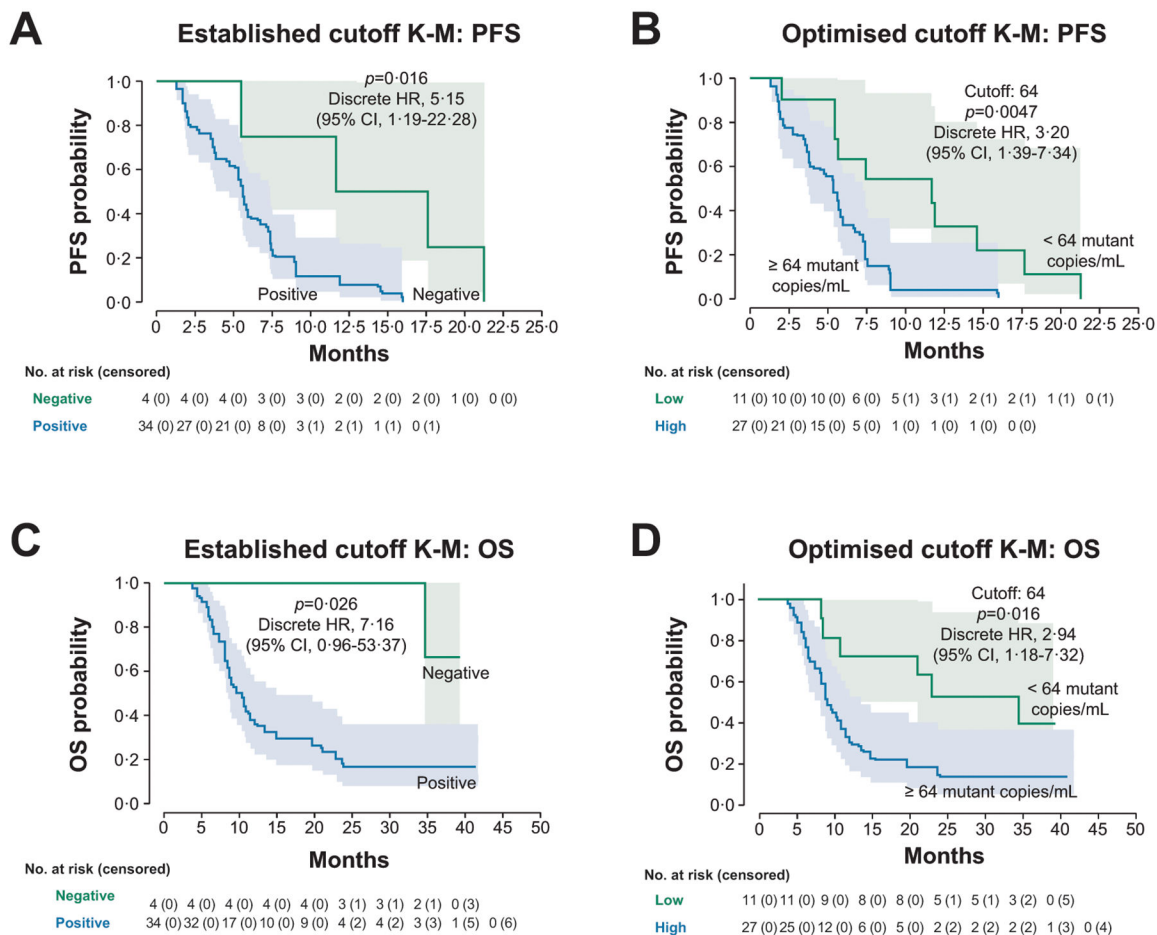 A
Established cutoff K-M: PFS
PFS probability
1·0
0·8
0·6
0·4
0·2
0·0
p=0·016
Discrete HR, 5·15
(95% CI, 1·19-22·28)
Positive
Negative
0 2·5 5·0 7·5 10·0 12·5 15·0 17·5 20·0 22·5 25·0
Months
No. at risk (censored)
Negative 4 (0) 4 (0) 4 (0) 3 (0) 3 (0) 2 (0) 2 (0) 2 (0) 1 (0) 0 (0)
Positive 34 (0) 27 (0) 21 (0) 8 (0) 3 (1) 2 (1) 1 (1) 0 (1)
B
Optimised cutoff K-M: PFS
PFS probability
1·0
0·8
0·6
0·4
0·2
0·0
Cutoff: 64
p=0·0047
Discrete HR, 3·20
(95% CI, 1·39-7·34)
< 64 mutant
copies/mL
≥ 64 mutant
copies/mL
0 2·5 5·0 7·5 10·0 12·5 15·0 17·5 20·0 22·5 25·0
Months
No. at risk (censored)
Low 11 (0) 10 (0) 10 (0) 6 (0) 5 (1) 3 (1) 2 (1) 2 (1) 1 (1) 0 (1)
High 27 (0) 21 (0) 15 (0) 5 (0) 1 (0) 1 (0) 1 (0) 0 (0)
C
Established cutoff K-M: OS
OS probability
1·0
0·8
0·6
0·4
0·2
0·0
p=0·026
Discrete HR, 7·16
(95% CI, 0·96-53·37)
Negative
Positive
0 5 10 15 20 25 30 35 40 45 50
Months
No. at risk (censored)
Negative 4 (0) 4 (0) 4 (0) 4 (0) 4 (0) 3 (1) 3 (1) 2 (1) 0 (3)
Positive 34 (0) 32 (0) 17 (0) 10 (0) 9 (0) 4 (2) 4 (2) 3 (3) 1 (5) 0 (6)
D
Optimised cutoff K-M: OS
OS probability
1·0
0·8
0·6
0·4
0·2
0·0
Cutoff: 64
p=0·016
Discrete HR, 2·94
(95% CI, 1·18-7·32)
< 64 mutant
copies/mL
≥ 64 mutant copies/mL
0 5 10 15 20 20 30 35 40 45 50
Months
No. at risk (censored)
Low 11 (0) 11 (0) 9 (0) 8 (0) 8 (0) 5 (1) 5 (1) 3 (2) 0 (5)
High 27 (0) 25 (0) 12 (0) 6 (0) 5 (0) 2 (2) 2 (2) 2 (2) 1 (3) 0 (4)